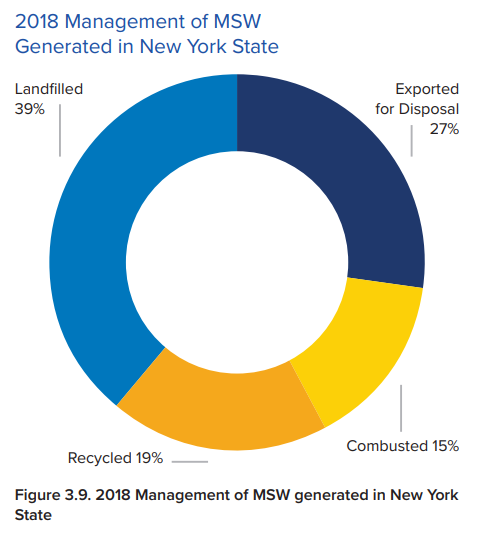 2018 Management of MSW
Generated in New York State
Landfilled
39%
Exported
for Disposal
27%
Combusted 15%
Recycled 19%
Figure 3.9. 2018 Management of MSW generated in New York
State